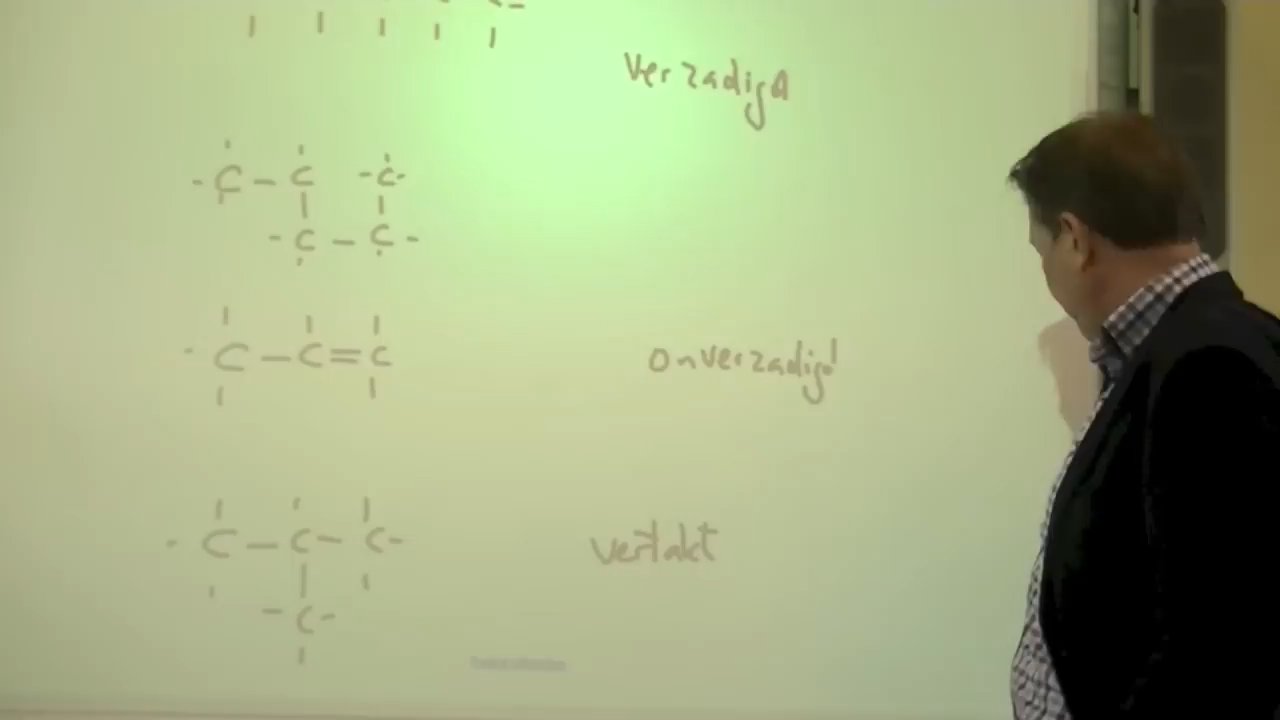 verzadigd
C – C C
C – C
C – C = C
onverzadigd
C – C – C
vertakt
C